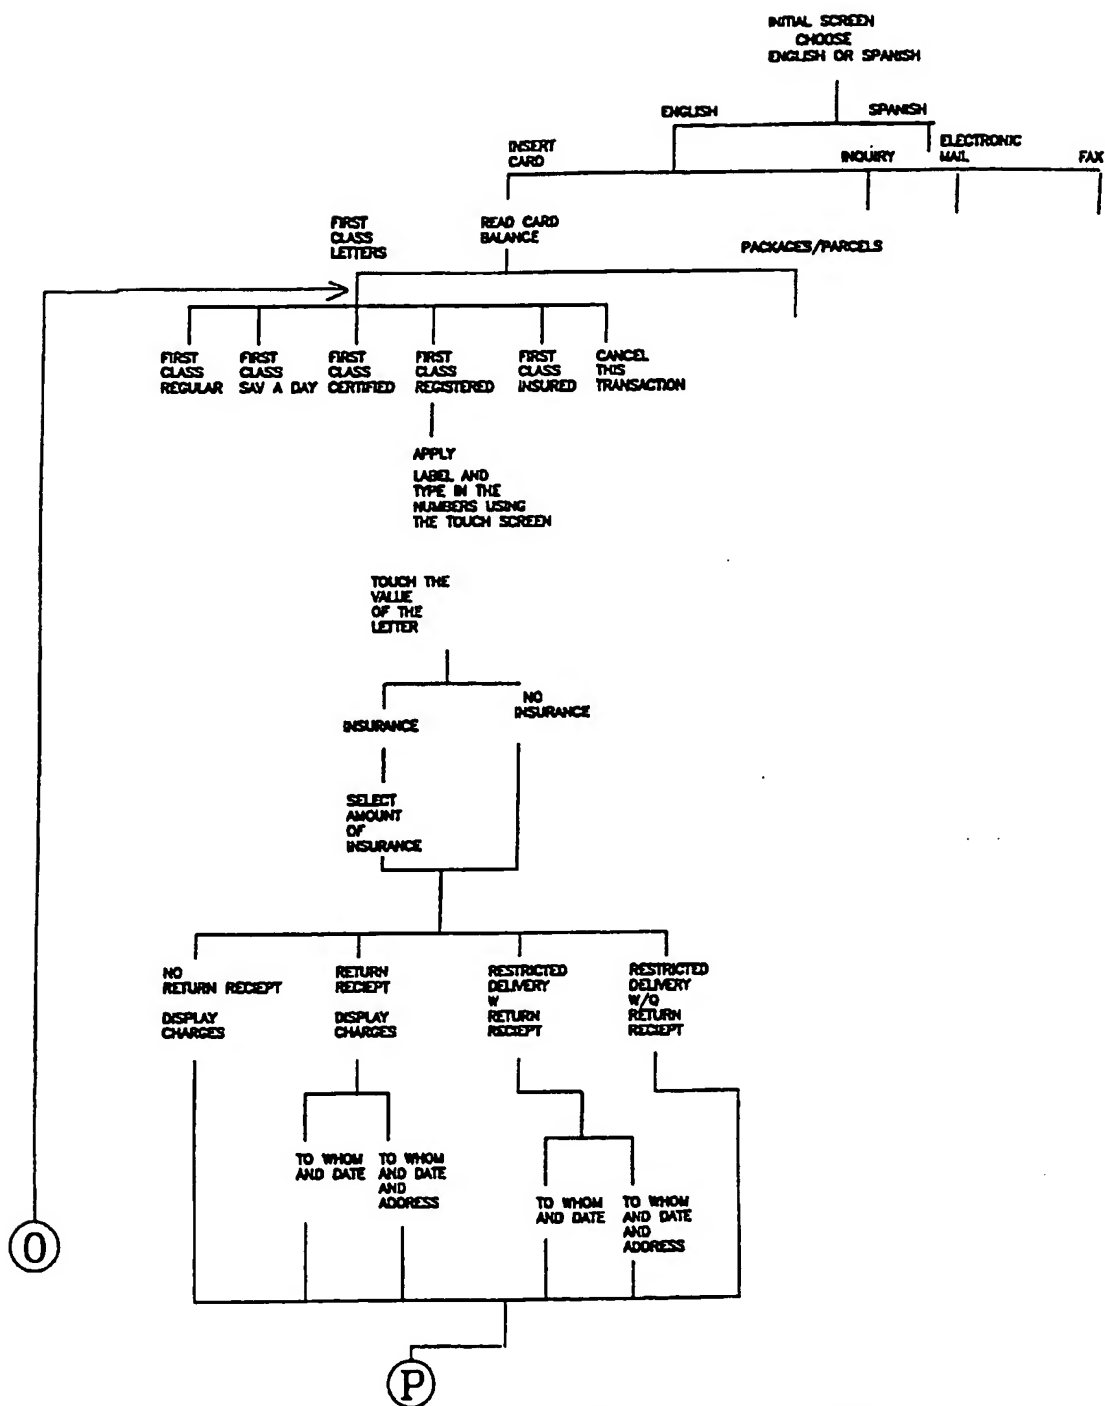 INITIAL SCREEN
CHOOSE
ENGLISH OR SPANISH
ENGLISH
SPANISH
INSERT
CARD
INQUIRY
ELECTRONIC
MAIL
FAX
FIRST
CLASS
LETTERS
READ CARD
BALANCE
PACKAGES/PARCELS
FIRST
CLASS
REGULAR
FIRST
CLASS
SAV A DAY
FIRST
CLASS
CERTIFIED
FIRST
CLASS
REGISTERED
FIRST
CLASS
INSURED
CANCEL
THIS
TRANSACTION
APPLY
LABEL AND
TYPE IN THE
NUMBERS USING
THE TOUCH SCREEN
TOUCH THE
VALUE
OF THE
LETTER
INSURANCE
NO
INSURANCE
SELECT
AMOUNT
OF
INSURANCE
NO
RETURN RECIEPT
DISPLAY
CHARGES
RETURN
RECIEPT
DISPLAY
CHARGES
RESTRICTED
DELIVERY
W
RETURN
RECIEPT
RESTRICTED
DELIVERY
W/O
RETURN
RECIEPT
TO WHOM
AND DATE
TO WHOM
AND DATE
AND
ADDRESS
TO WHOM
AND DATE
TO WHOM
AND DATE
AND
ADDRESS
O
P